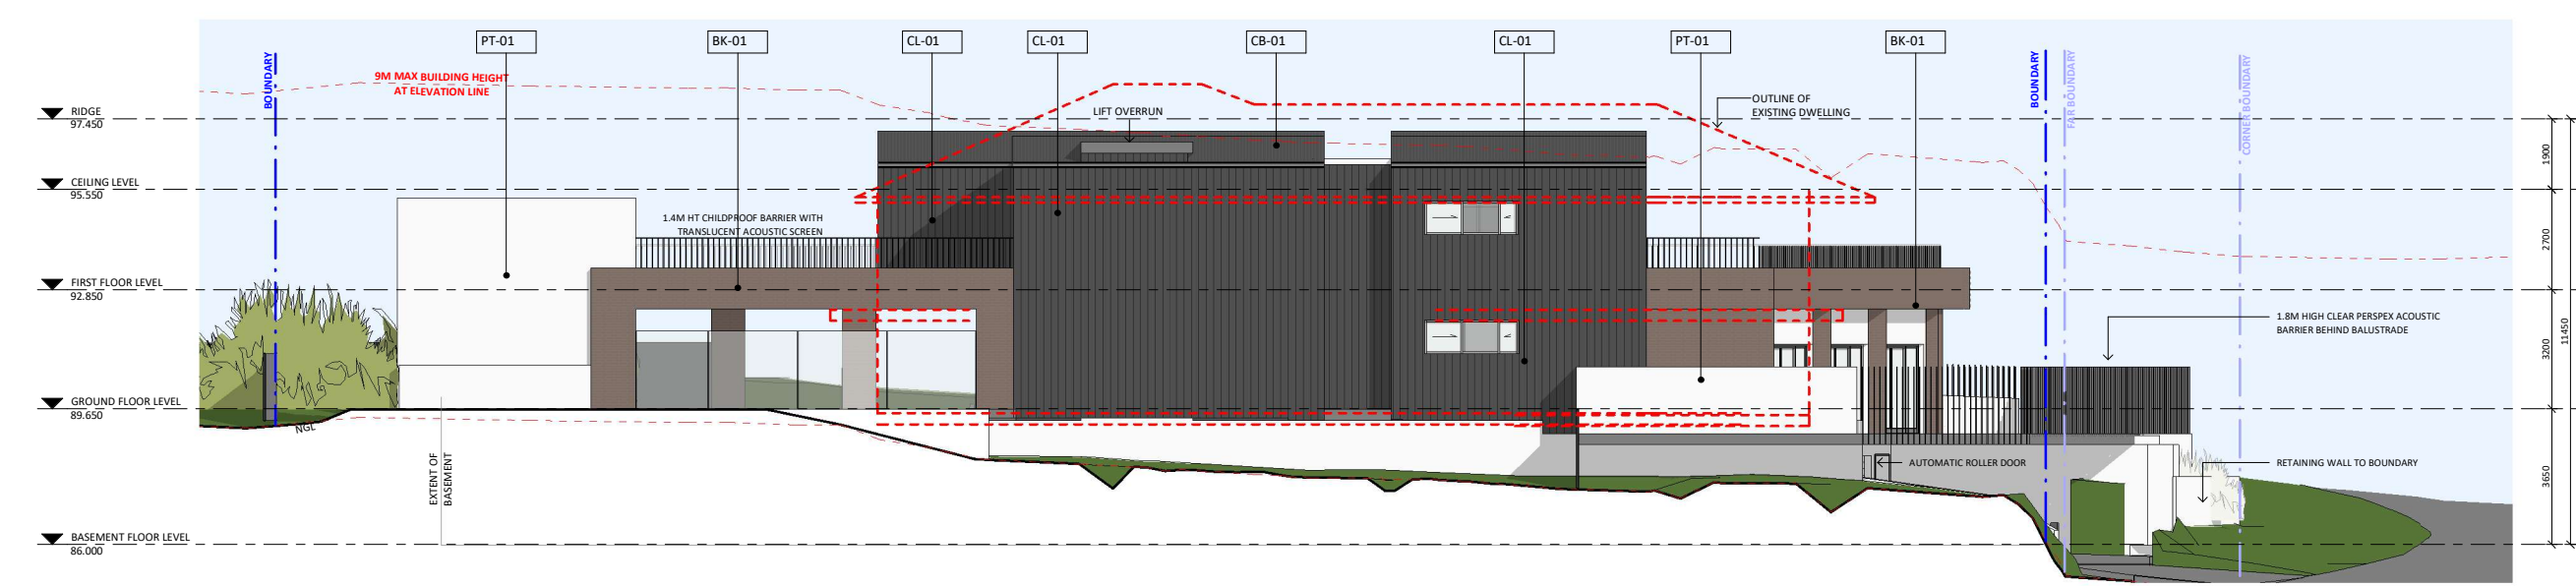 PT-01
BK-01
CL-01
CL-01
CB-01
CL-01
PT-01
BK-01
BOUNDARY
9M MAX BUILDING HEIGHT
AT ELEVATION LINE
BOUNDARY
FAR BOUNDARY
CORNER BOUNDARY
RIDGE
97.450
LIFT OVERRUN
OUTLINE OF
EXISTING DWELLING
1900
CEILING LEVEL
95.550
1.4M HT CHILDPROOF BARRIER WITH
TRANSLUCENT ACOUSTIC SCREEN
2700
FIRST FLOOR LEVEL
92.850
1.8M HIGH CLEAR PERSPEX ACOUSTIC
BARRIER BEHIND BALUSTRADE
3200
11450
GROUND FLOOR LEVEL
89.650
NGL
EXTENT OF
BASEMENT
AUTOMATIC ROLLER DOOR
RETAINING WALL TO BOUNDARY
3650
BASEMENT FLOOR LEVEL
86.000